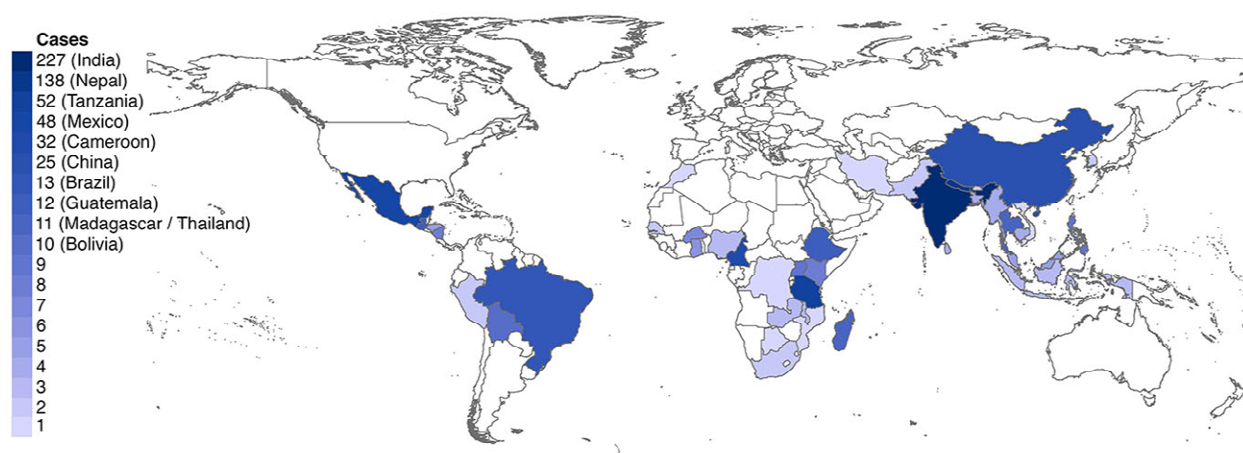 Cases
227 (India)
138 (Nepal)
52 (Tanzania)
48 (Mexico)
32 (Cameroon)
25 (China)
13 (Brazil)
12 (Guatemala)
11 (Madagascar / Thailand)
10 (Bolivia)
9
8
7
6
5
4
3
2
1